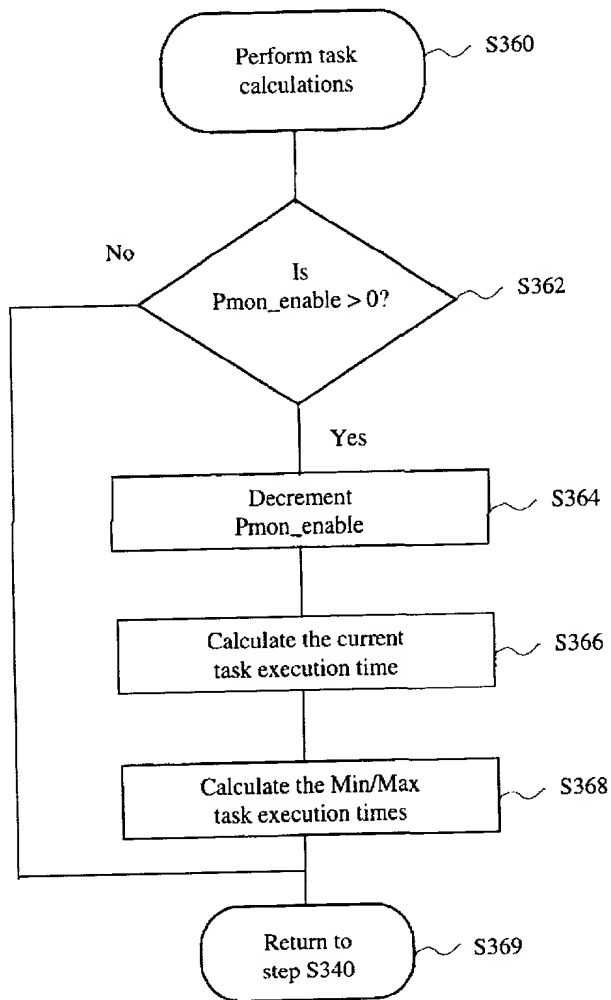 Perform task
calculations
S360
No
Is
Pmon_enable > 0?
S362
Yes
Decrement
Pmon_enable
S364
Calculate the current
task execution time
S366
Calculate the Min/Max
task execution times
S368
Return to
step S340
S369